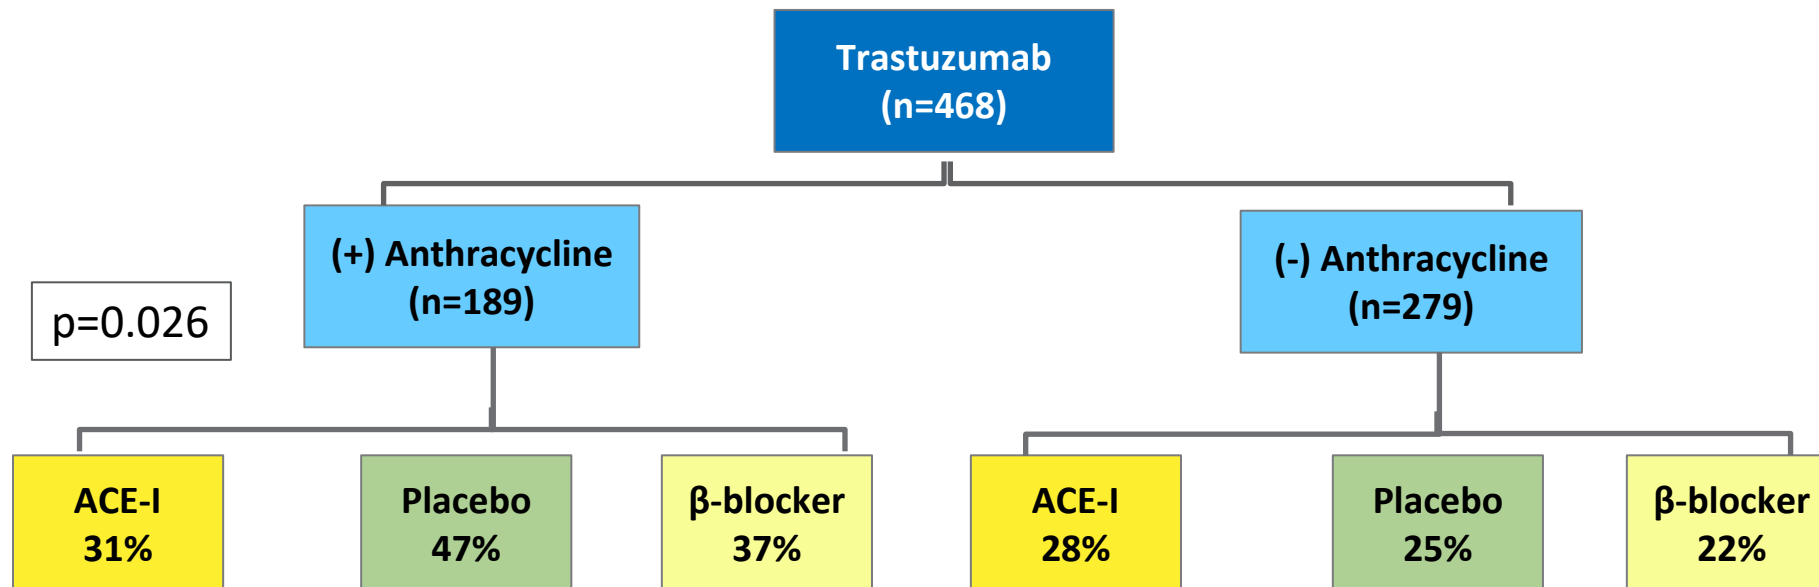 Trastuzumab
(n=468)
(+) Anthracycline
(n=189)
(-) Anthracycline
(n=279)
p=0.026
ACE-I
31%
Placebo
47%
β-blocker
37%
ACE-I
28%
Placebo
25%
β-blocker
22%